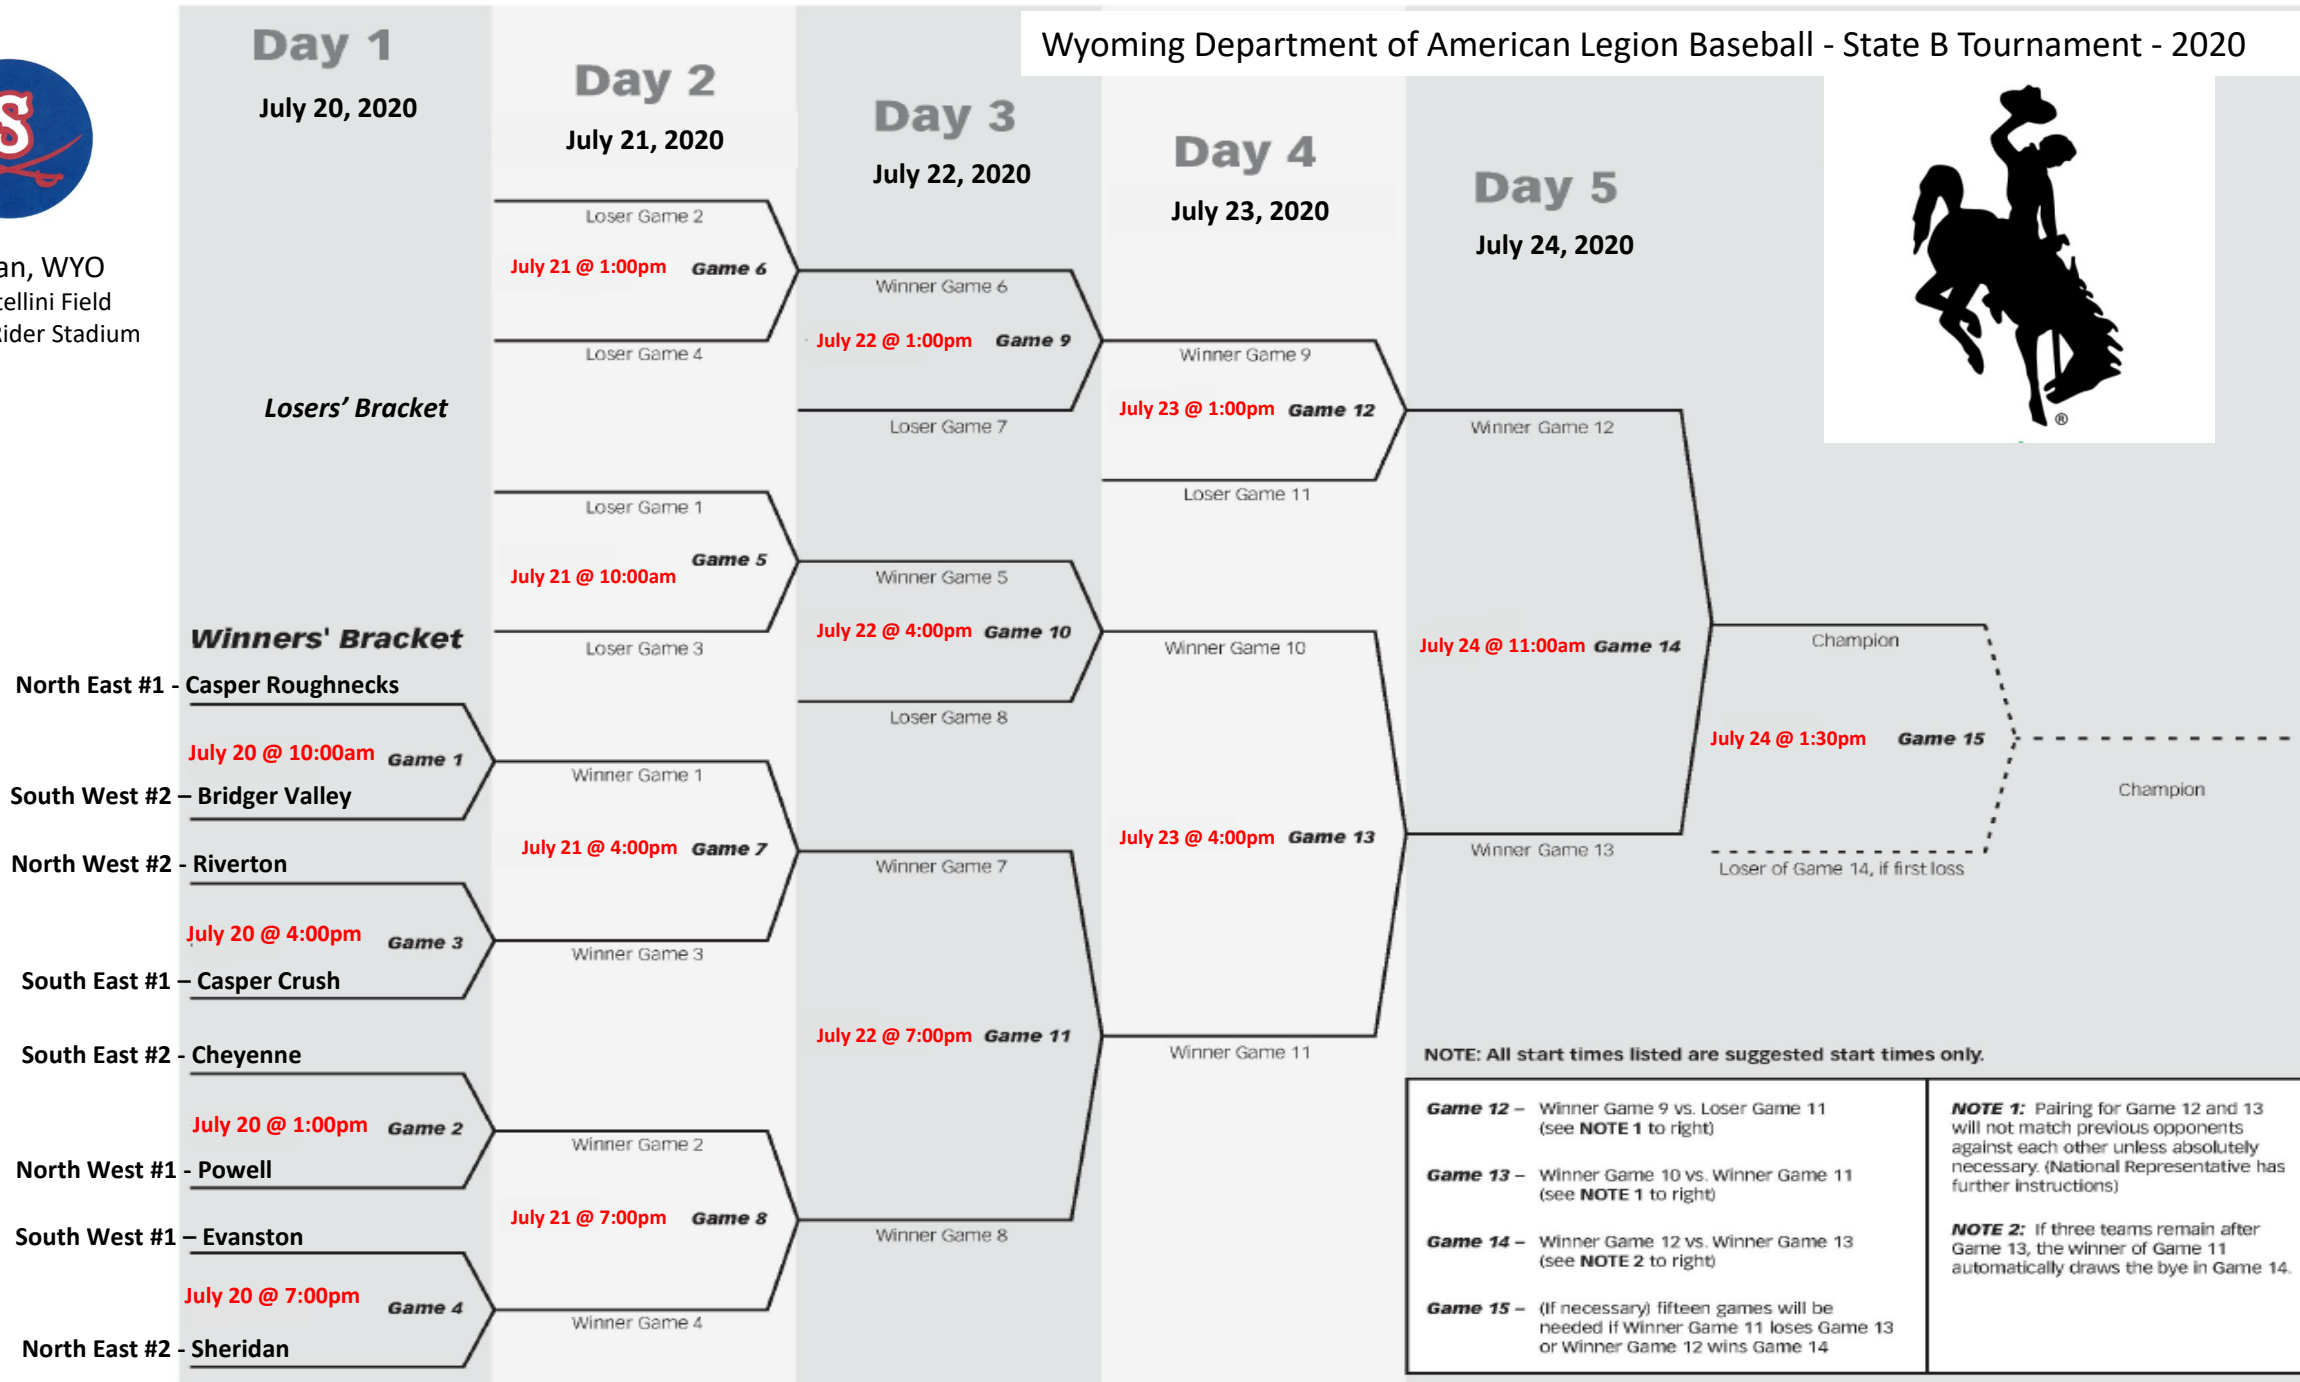 Wyoming Department of American Legion Baseball - State B Tournament - 2020
S
WYO
Field
Rider Stadium
Day 1
July 20, 2020
Day 2
July 21, 2020
Day 3
July 22, 2020
Day 4
July 23, 2020
Day 5
July 24, 2020
®
Losers' Bracket
Loser Game 2
July 21 @ 1:00pm Game 6
Loser Game 4
Loser Game 1
Game 5
July 21 @ 10:00am
Loser Game 3
Winner Game 6
July 22 @ 1:00pm Game 9
Loser Game 7
Winner Game 5
July 22 @ 4:00pm Game 10
Loser Game 8
Winner Game 9
July 23 @ 1:00pm Game 12
Loser Game 11
Winner Game 10
July 23 @ 4:00pm Game 13
Winner Game 11
Winner Game 12
July 24 @ 11:00am Game 14
Winner Game 13
Champion
July 24 @ 1:30pm Game 15
Loser of Game 14, if first loss
Champion
Winners' Bracket
North East #1 - Casper Roughnecks
July 20 @ 10:00am Game 1
South West #2 – Bridger Valley
North West #2 - Riverton
July 20 @ 4:00pm Game 3
South East #1 – Casper Crush
South East #2 - Cheyenne
July 20 @ 1:00pm Game 2
North West #1 - Powell
South West #1 – Evanston
July 20 @ 7:00pm Game 4
North East #2 - Sheridan
Winner Game 1
July 21 @ 4:00pm Game 7
Winner Game 3
Winner Game 2
July 21 @ 7:00pm Game 8
Winner Game 4
Winner Game 7
July 22 @ 7:00pm Game 11
Winner Game 8
NOTE: All start times listed are suggested start times only.
Game 12 – Winner Game 9 vs. Loser Game 11
(see NOTE 1 to right)
Game 13 – Winner Game 10 vs. Winner Game 11
(see NOTE 1 to right)
Game 14 – Winner Game 12 vs. Winner Game 13
(see NOTE 2 to right)
Game 15 – (If necessary) fifteen games will be
needed if Winner Game 11 loses Game 13
or Winner Game 12 wins Game 14
NOTE 1: Pairing for Game 12 and 13
will not match previous opponents
against each other unless absolutely
necessary. (National Representative has
further instructions)
NOTE 2: If three teams remain after
Game 13, the winner of Game 11
automatically draws the bye in Game 14.